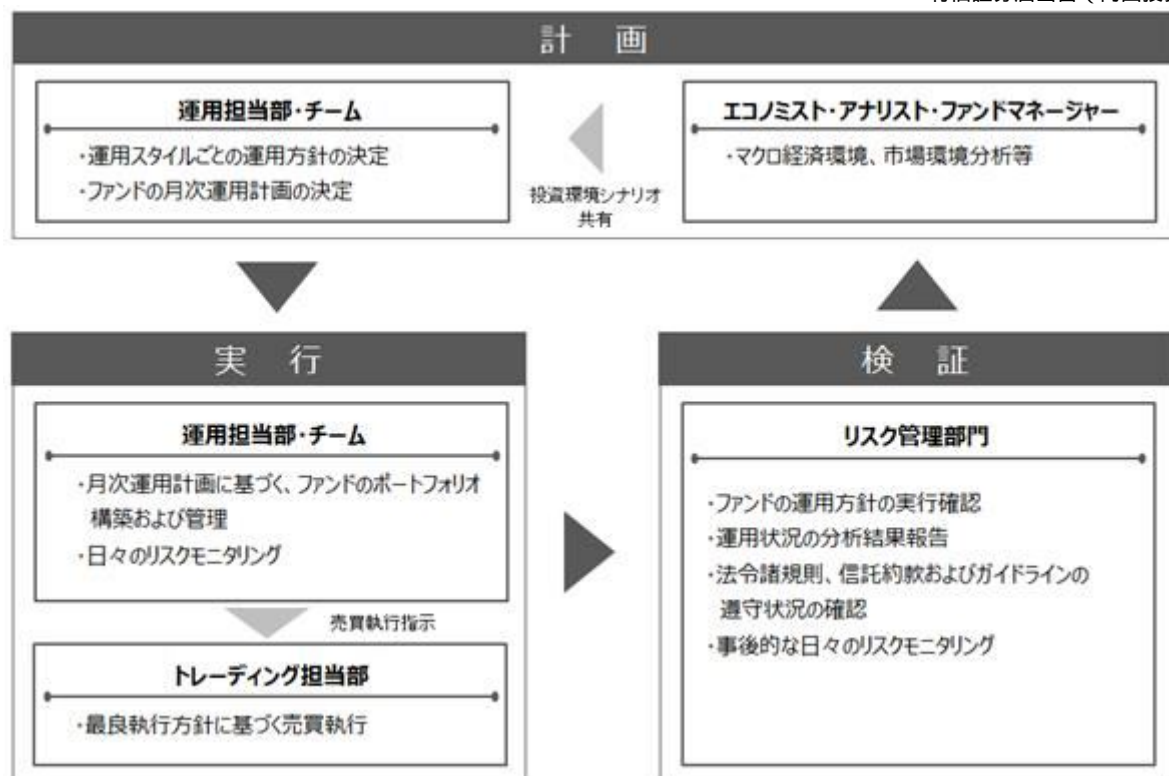 計 画
運用担当部・チーム
・運用スタイルごとの運用方針の決定
・ファンドの月次運用計画の決定
投資環境シナリオ
共有
エコノミスト・アナリスト・ファンドマネージャー
・マクロ経済環境、市場環境分析等
実 行
運用担当部・チーム
・月次運用計画に基づく、ファンドのポートフォリオ
構築および管理
・日々のリスクモニタリング
売買執行指示
トレーディング担当部
・最良執行方針に基づく売買執行
検 証
リスク管理部門
・ファンドの運用方針の実行確認
・運用状況の分析結果報告
・法令諸規則、信託約款およびガイドラインの
遵守状況の確認
・事後的な日々のリスクモニタリング